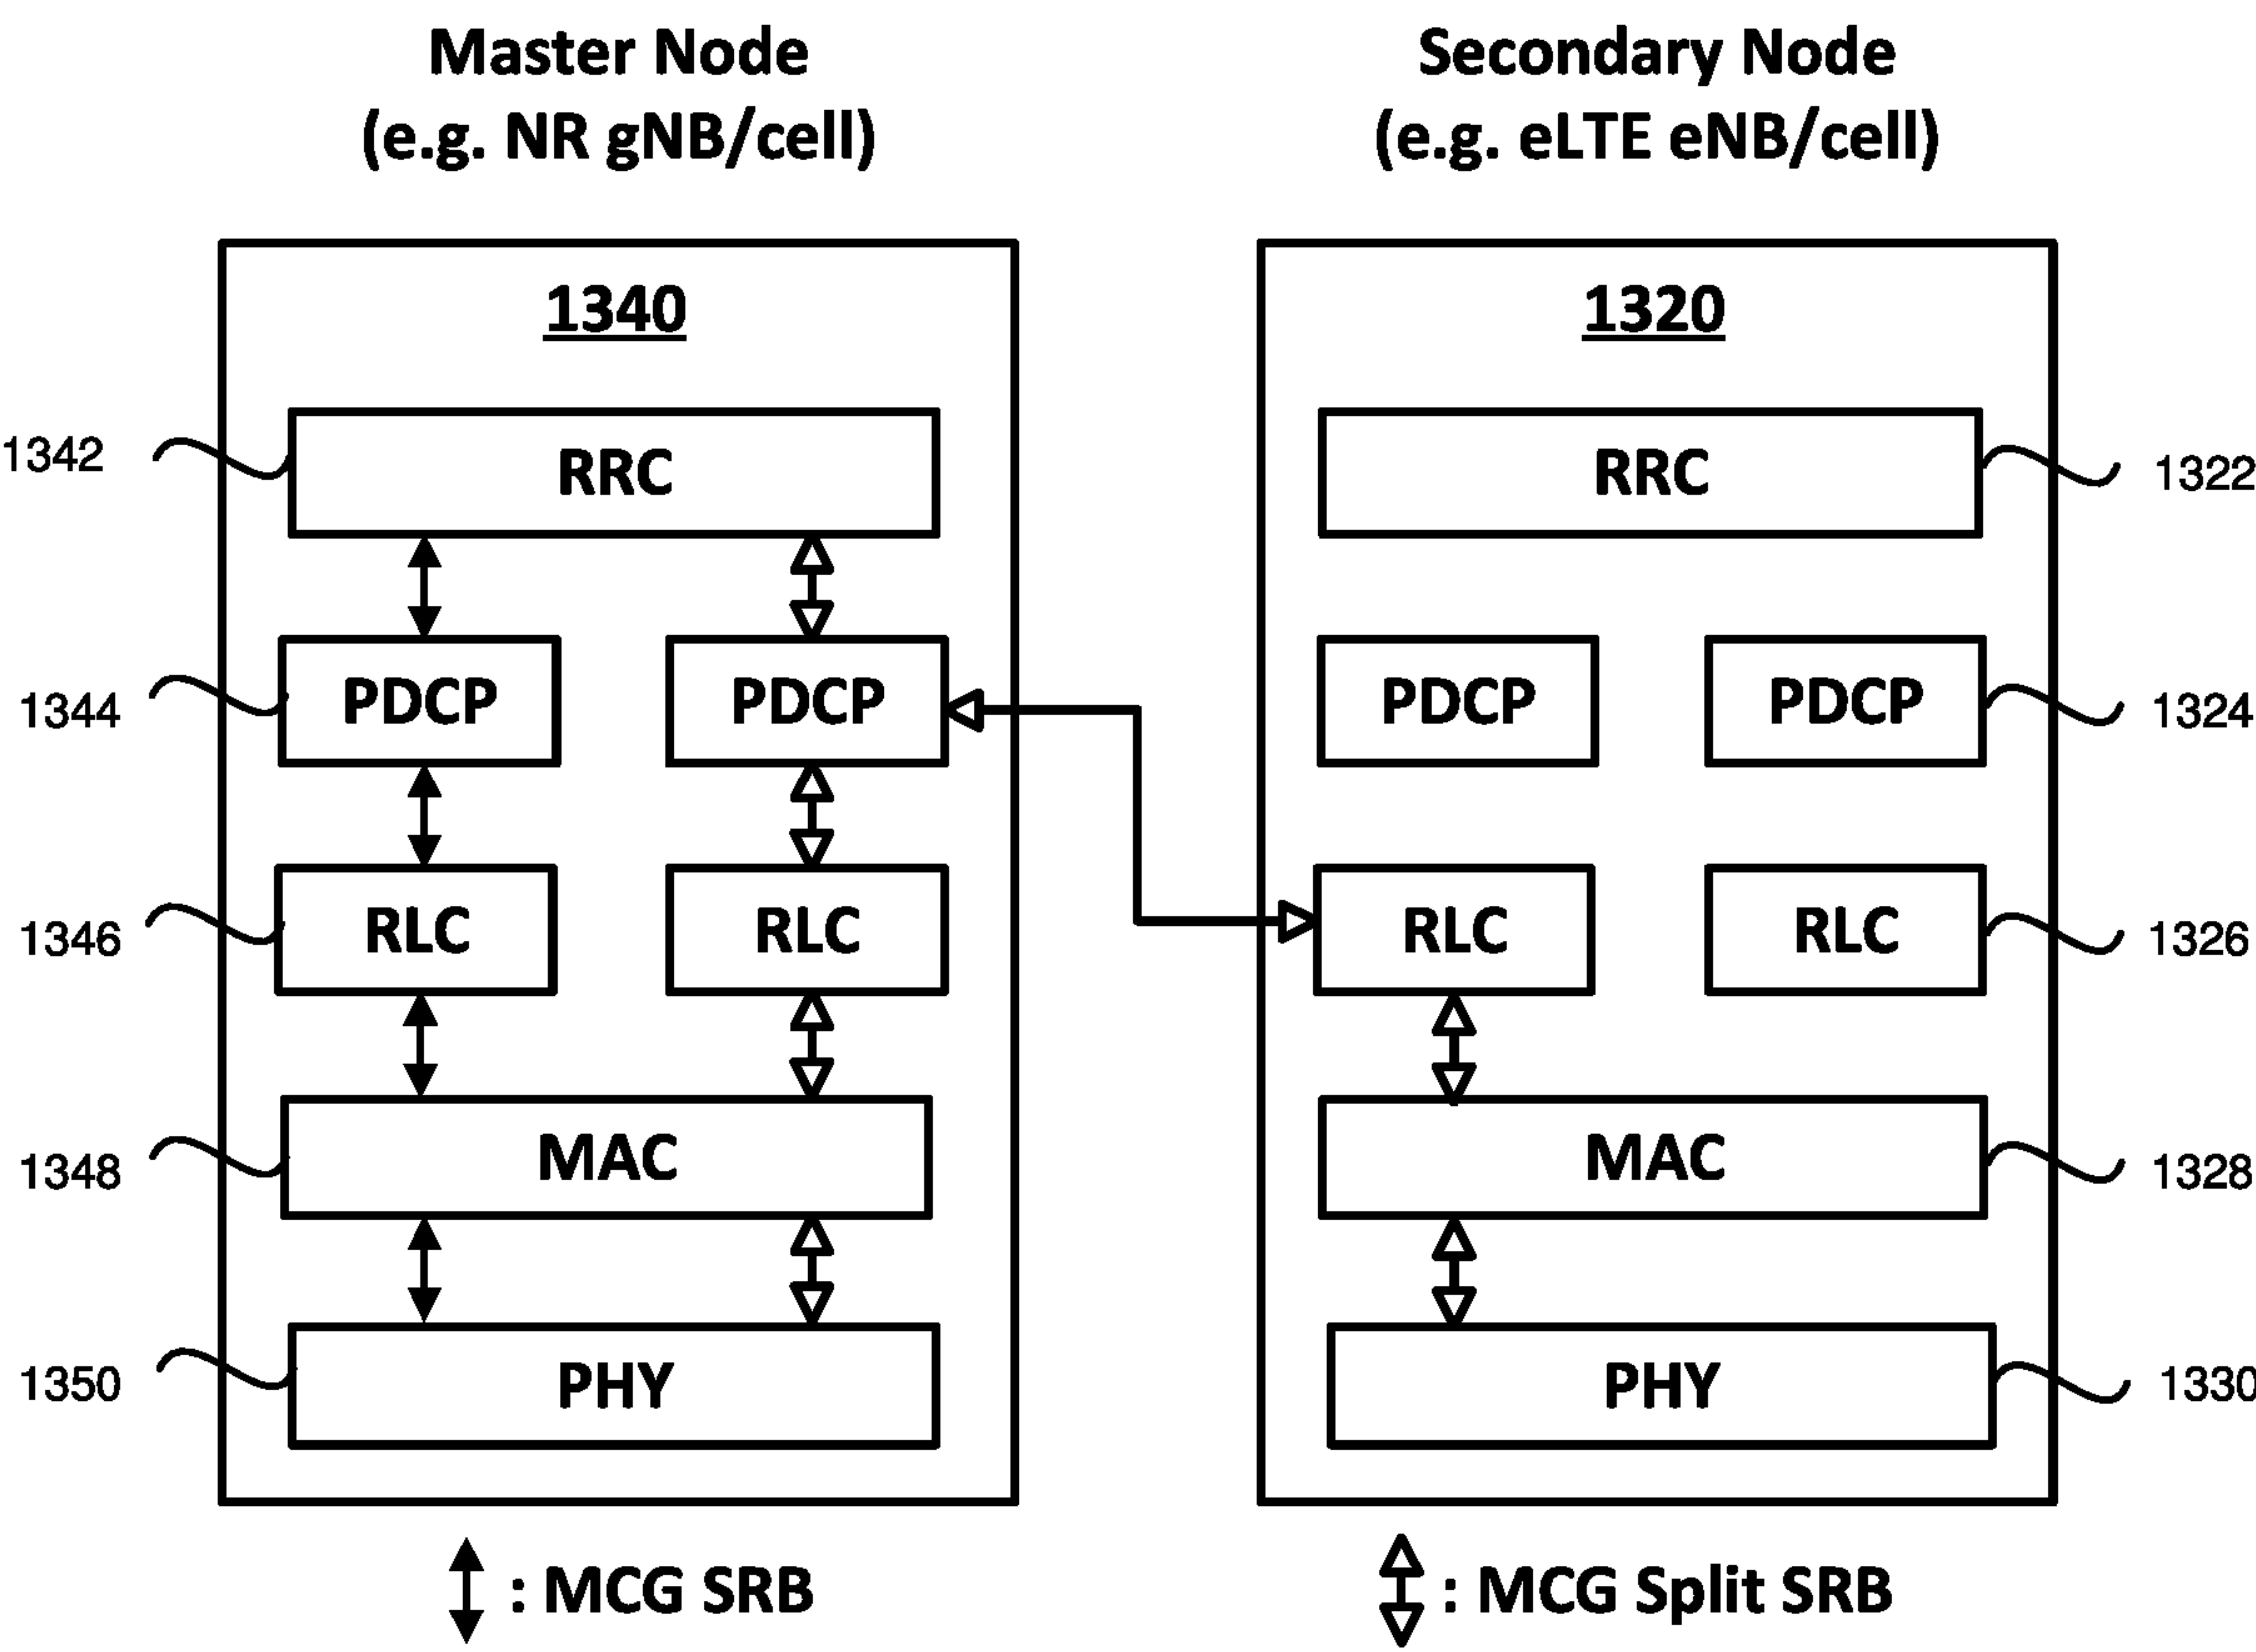 Master Node
(e.g. NR gNB/cell)
Secondary Node
(e.g. eLTE eNB/cell)
1340
1320
1342
RRC
RRC
1322
1344
PDCP
PDCP
PDCP
PDCP
1324
1346
RLC
RLC
RLC
RLC
1326
1348
MAC
MAC
1328
1350
PHY
PHY
1330
: MCG SRB
: MCG Split SRB